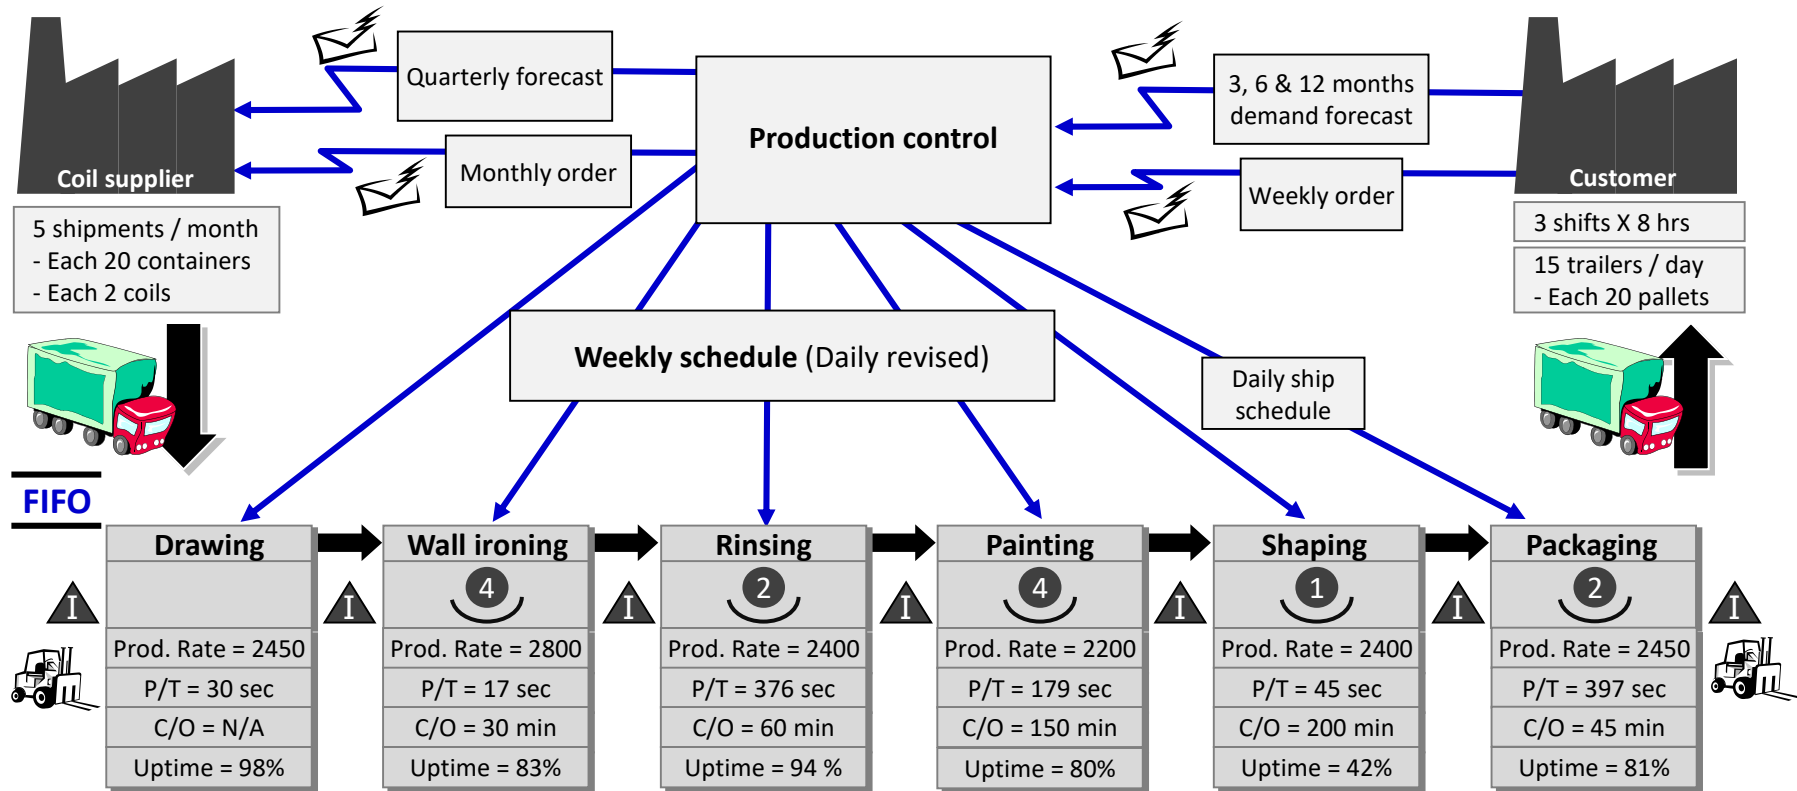 Quarterly forecast
Production control
3, 6 & 12 months
demand forecast
Monthly order
Weekly order
Coil supplier
Customer
5 shipments / month
- Each 20 containers
- Each 2 coils
3 shifts X 8 hrs
15 trailers / day
- Each 20 pallets
Weekly schedule (Daily revised)
Daily ship
schedule
FIFO
Drawing
Wall ironing
Rinsing
Painting
Shaping
Packaging
4
2
4
1
2
I
I
I
I
I
I
I
Prod. Rate = 2450
Prod. Rate = 2800
Prod. Rate = 2400
Prod. Rate = 2200
Prod. Rate = 2400
Prod. Rate = 2450
P/T = 30 sec
P/T = 17 sec
P/T = 376 sec
P/T = 179 sec
P/T = 45 sec
P/T = 397 sec
C/O = N/A
C/O = 30 min
C/O = 60 min
C/O = 150 min
C/O = 200 min
C/O = 45 min
Uptime = 98%
Uptime = 83%
Uptime = 94 %
Uptime = 80%
Uptime = 42%
Uptime = 81%